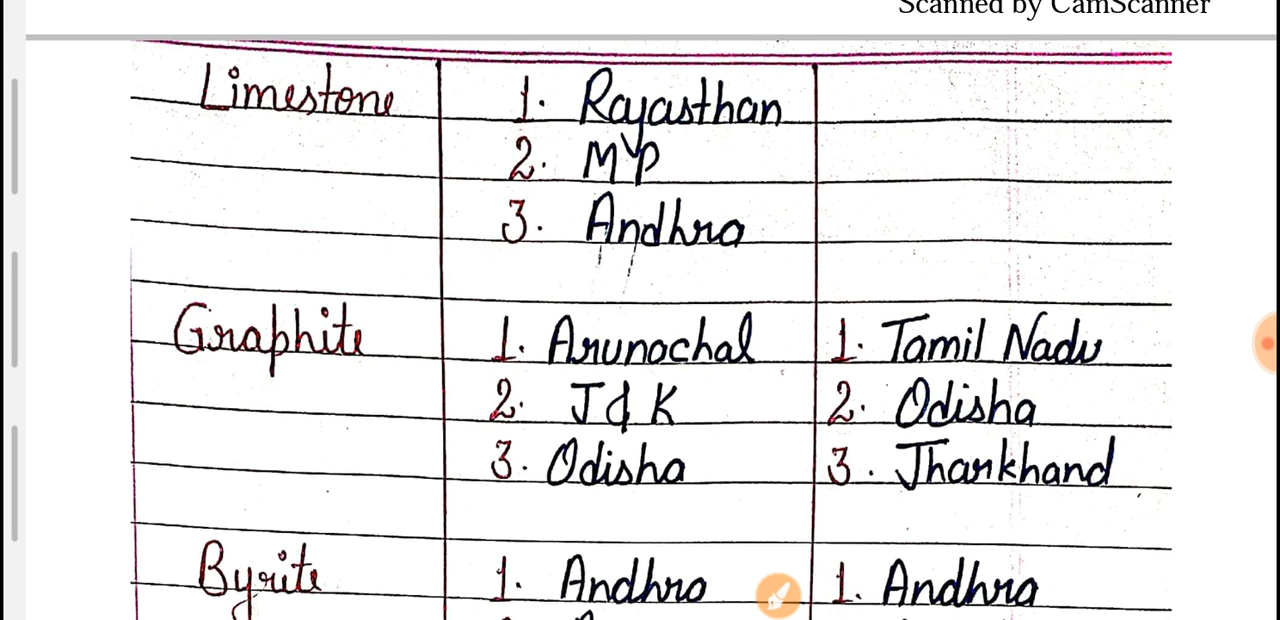 Scanned by CamScanner
Limestone 1. Rajasthan
2. MP
3. Andhra
Graphite 1. Arunachal 1. Tamil Nadu
2. J&K 2. Odisha
3. Odisha 3. Jharkhand
Byrite 1. Andhra 1. Andhra